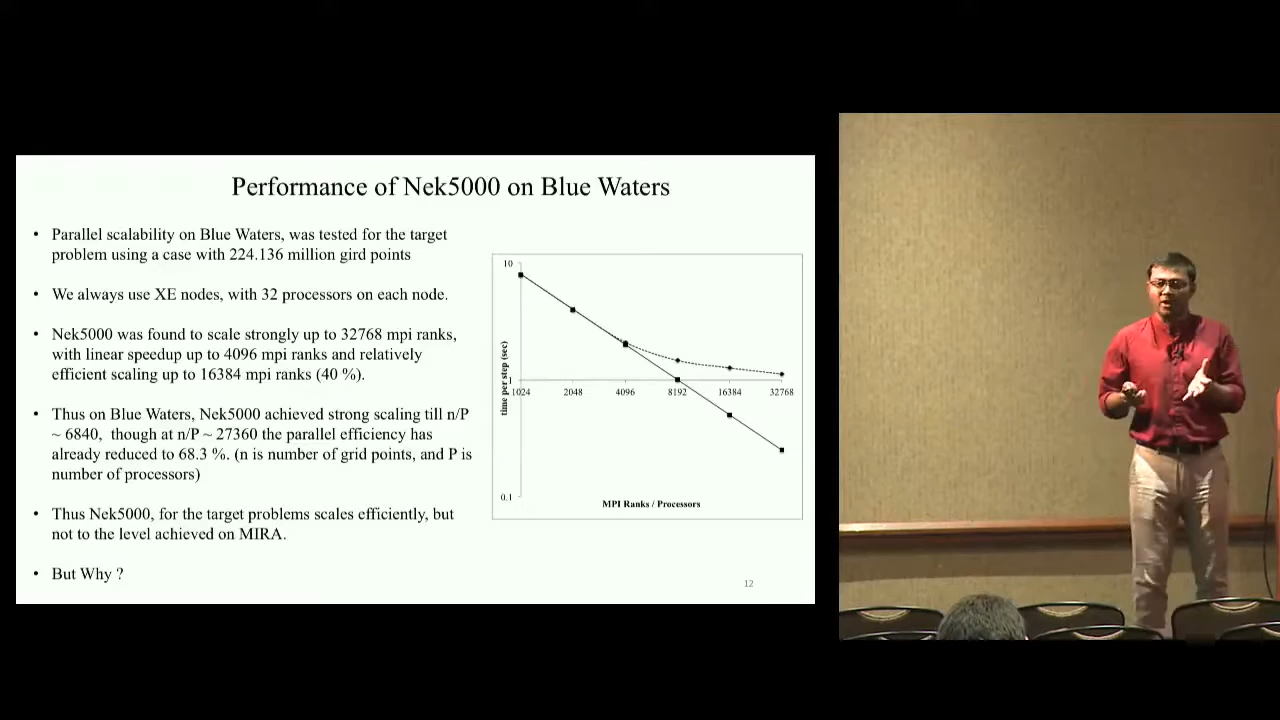 Performance of Nek5000 on Blue Waters
• Parallel scalability on Blue Waters, was tested for the target
problem using a case with 224.136 million gird points
• We always use XE nodes, with 32 processors on each node.
• Nek5000 was found to scale strongly up to 32768 mpi ranks,
with linear speedup up to 4096 mpi ranks and relatively
efficient scaling up to 16384 mpi ranks (40 %).
• Thus on Blue Waters, Nek5000 achieved strong scaling till n/P
~ 6840, though at n/P ~ 27360 the parallel efficiency has
already reduced to 68.3 %. (n is number of grid points, and P is
number of processors)
• Thus Nek5000, for the target problems scales efficiently, but
not to the level achieved on MIRA.
• But Why ?
10
time per step (sec)
1
1024 2048 4096 8192 16384 32768
0.1
MPI Ranks / Processors
12